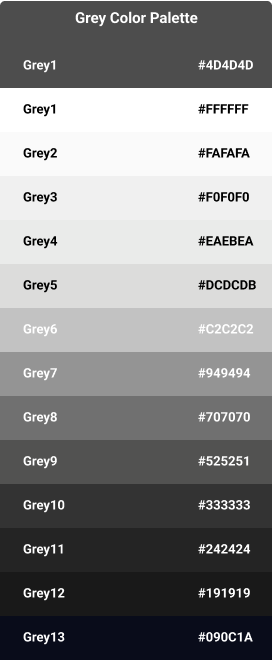 Grey Color Palette
Grey1 #4D4D4D
Grey1 #FFFFFF
Grey2 #FAFAFA
Grey3 #F0F0F0
Grey4 #EAEBEA
Grey5 #DCDCDB
Grey6 #C2C2C2
Grey7 #949494
Grey8 #707070
Grey9 #525251
Grey10 #333333
Grey11 #242424
Grey12 #191919
Grey13 #090C1A